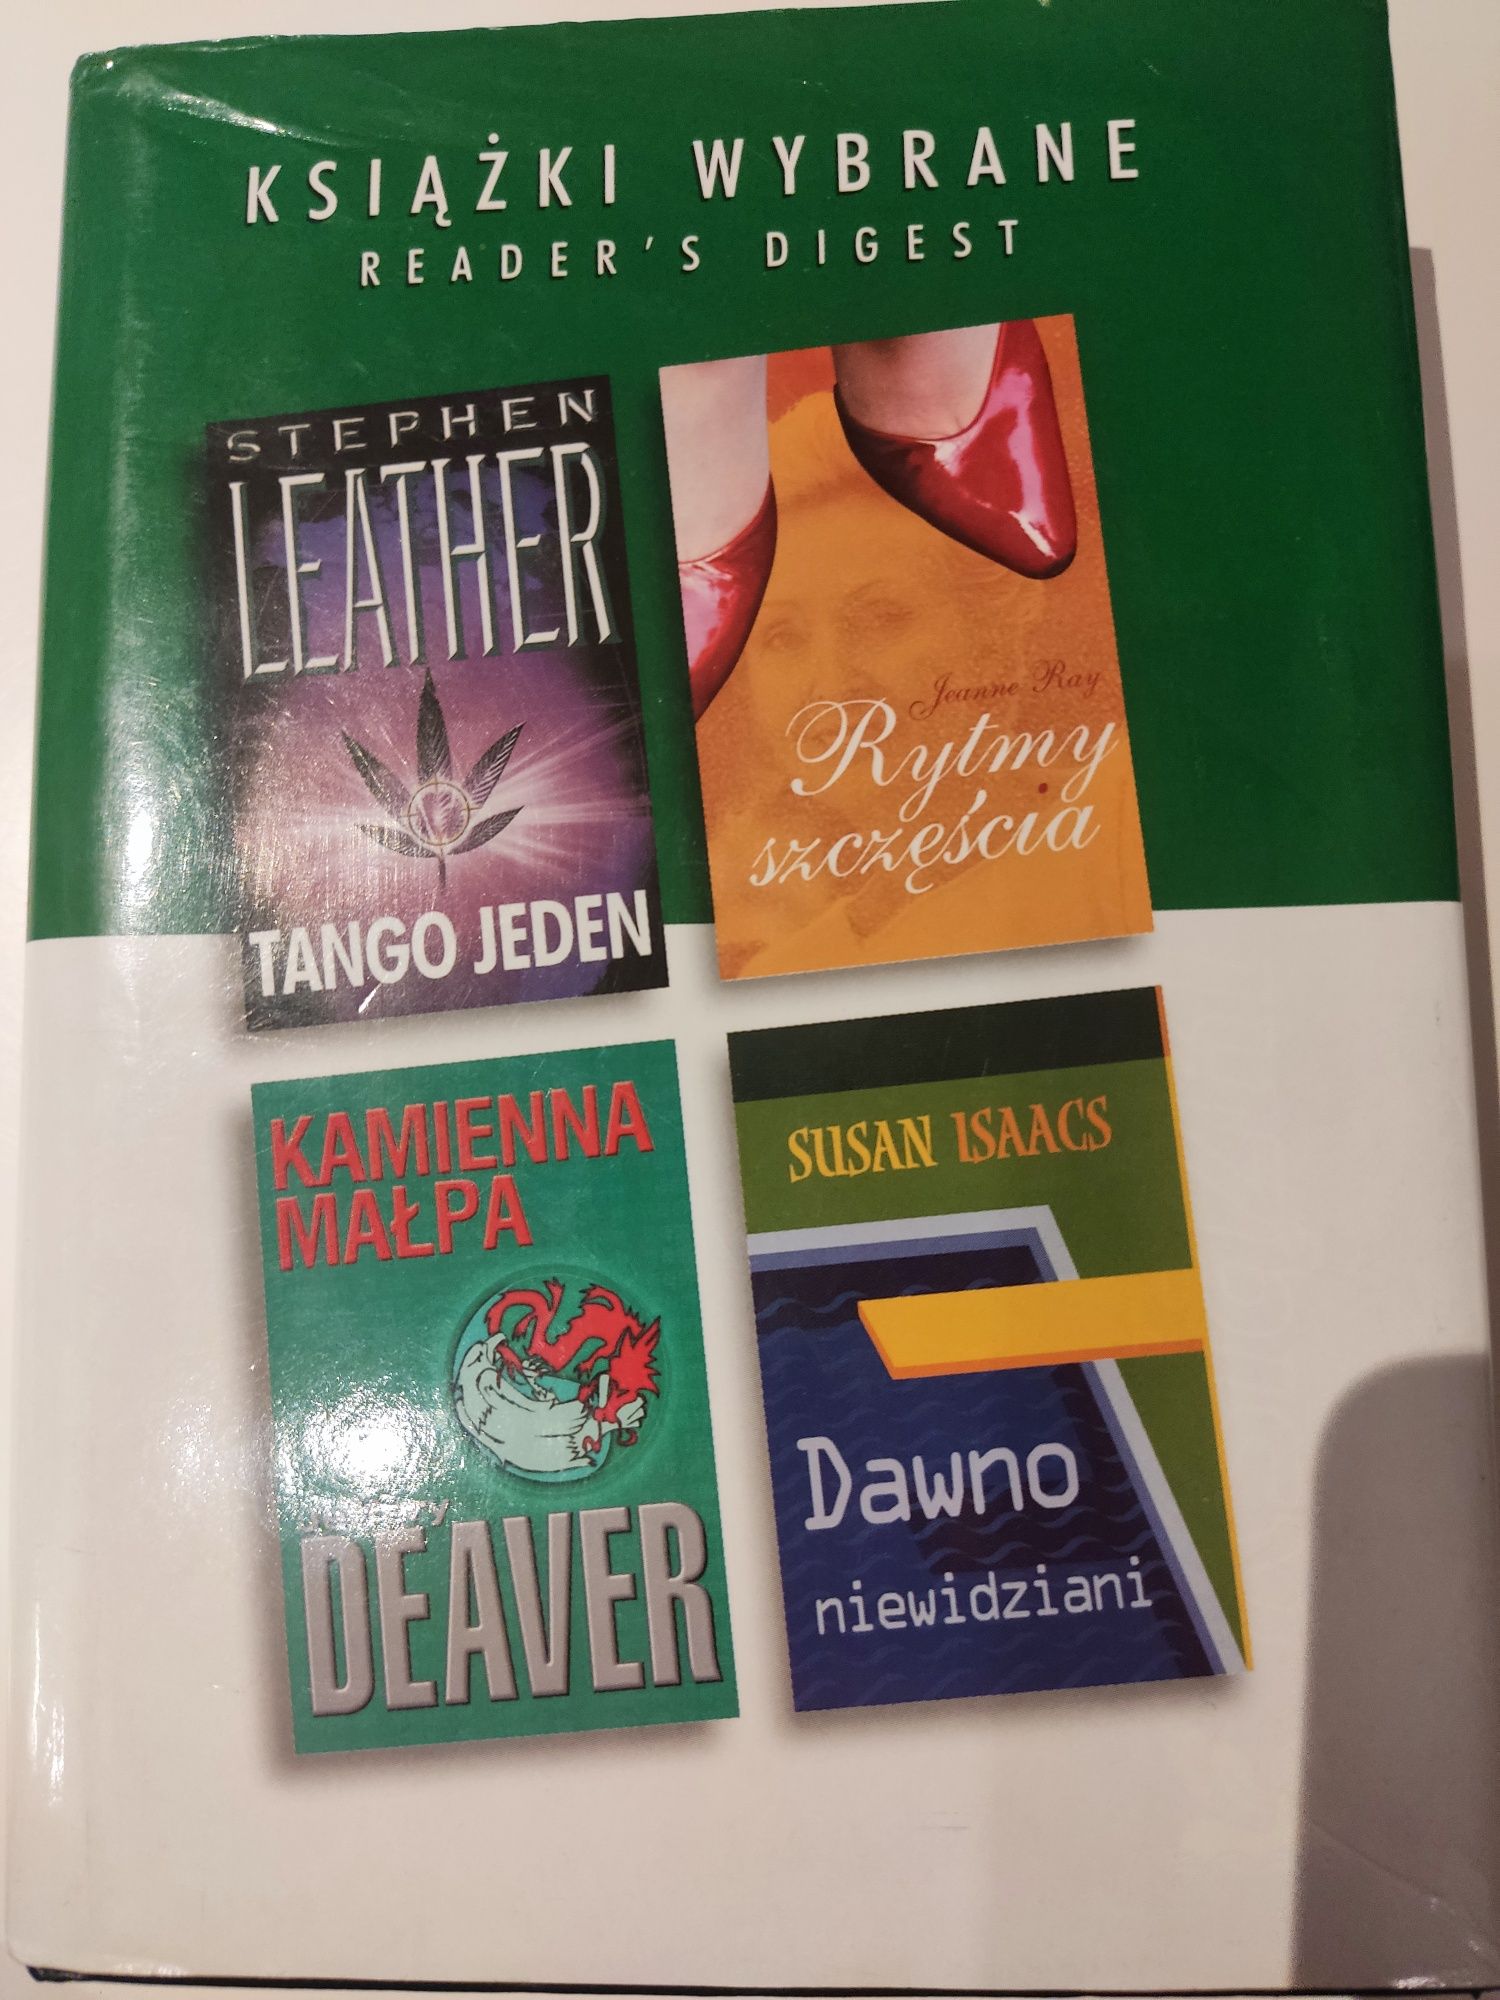 KSIĄŻKI WYBRANE
READER'S DIGEST
STEPHEN
LEATHER
TANGO JEDEN
Jeanne Ray
Rytmy
szczęścia
KAMIENNA
MAŁPA
DEAVER
SUSAN ISAACS
Dawno
niewidziani